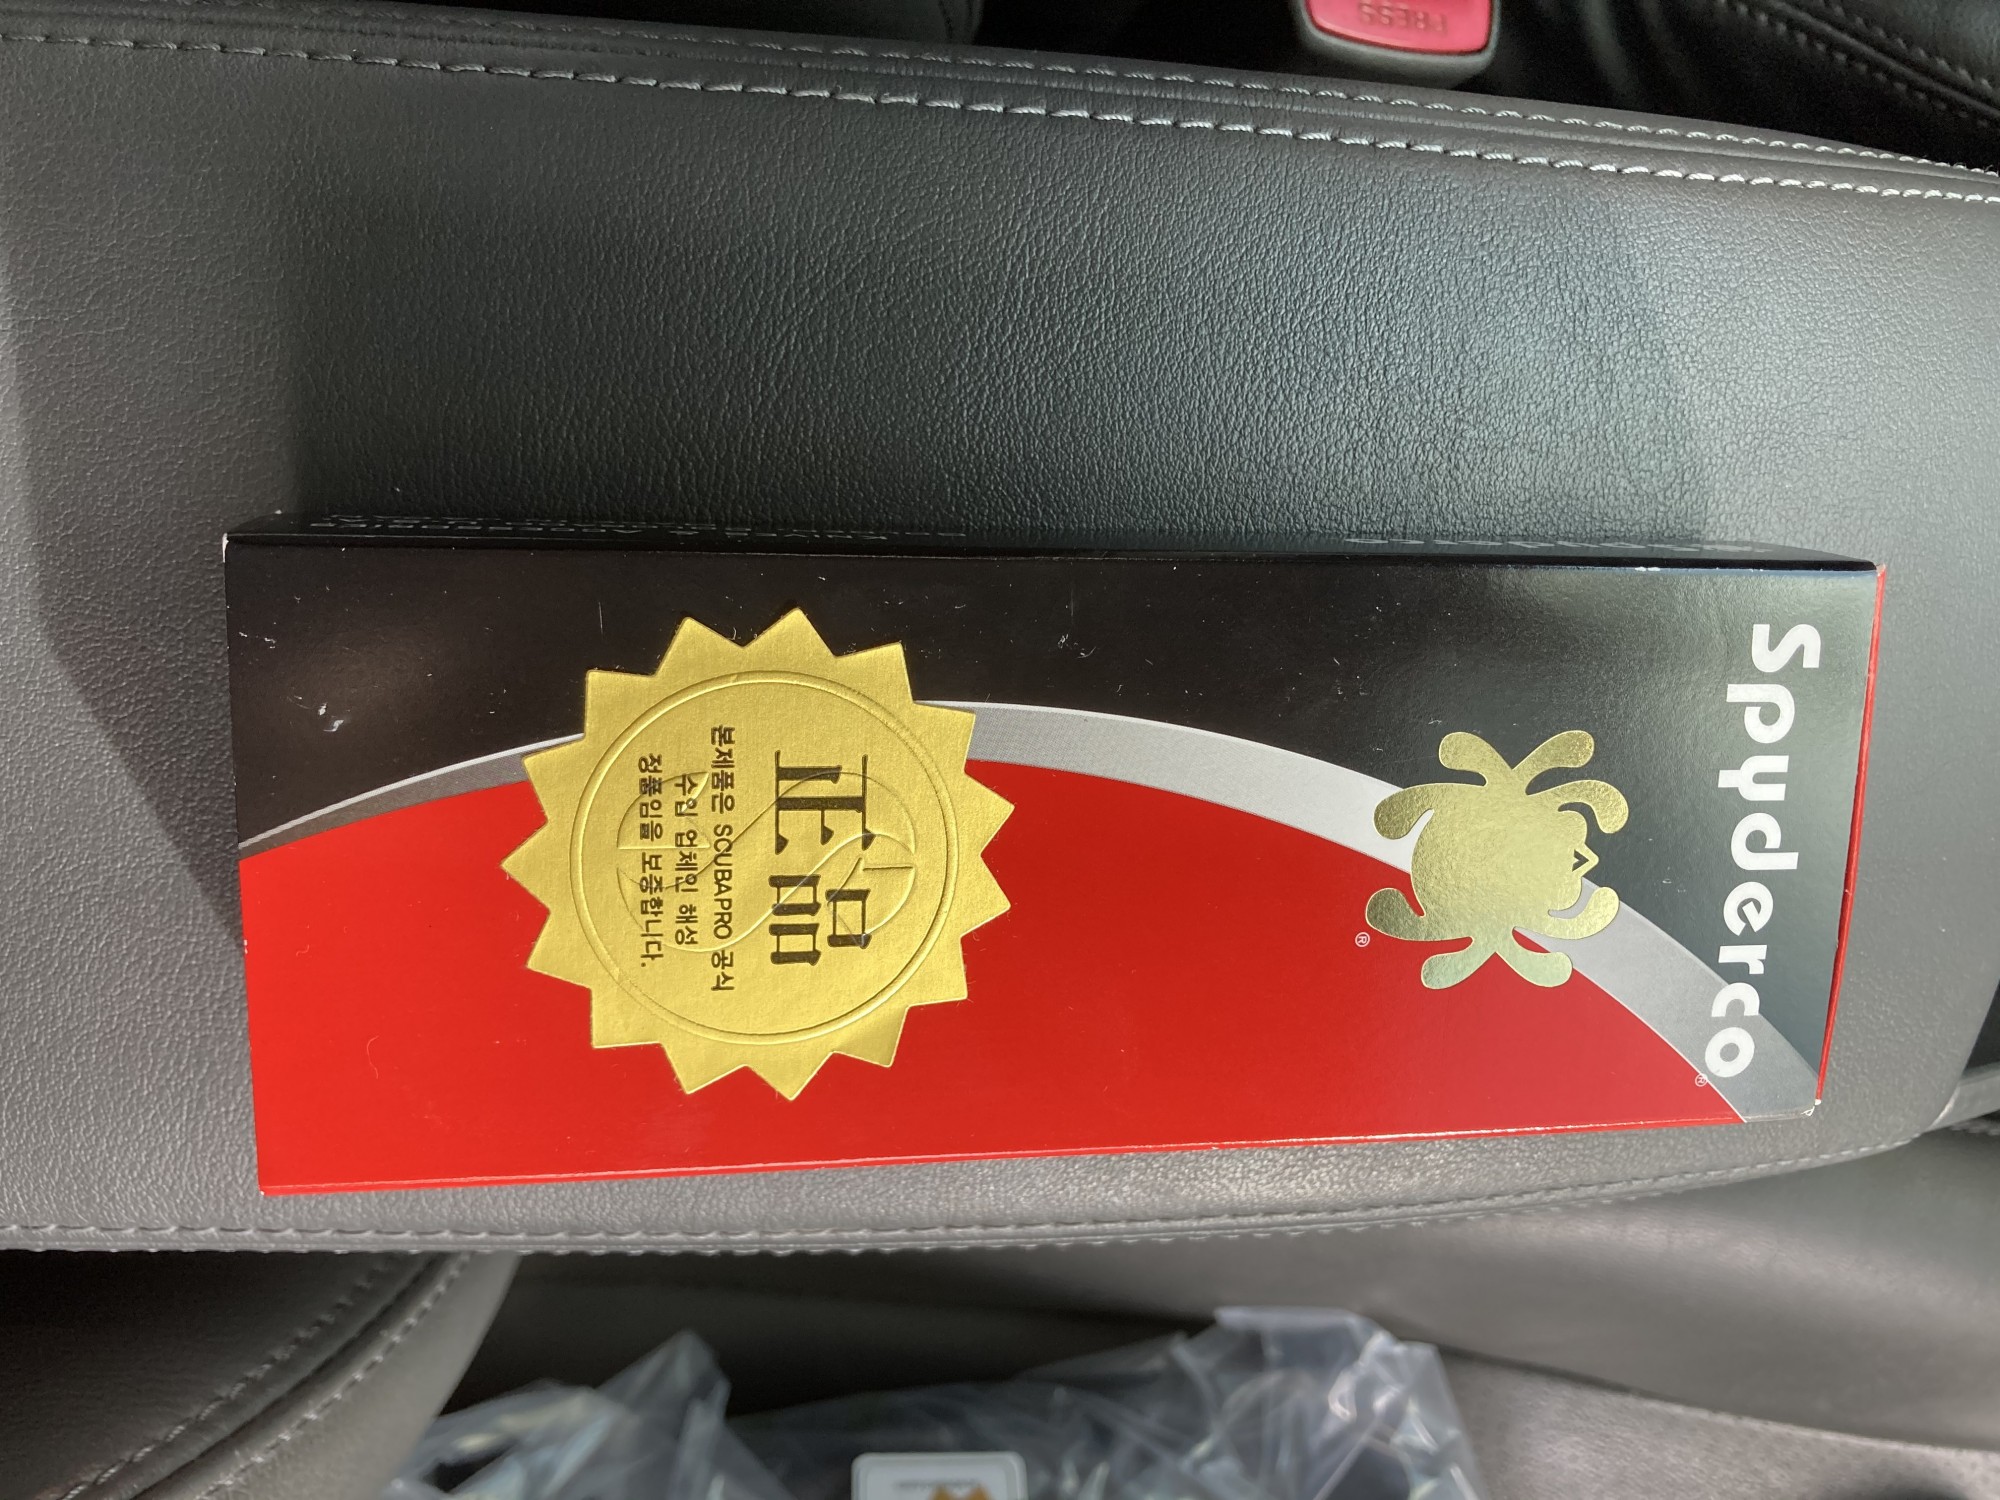 Spyderco
®
®
正品
본제품은 SCUBAPRO 공식
수입 업체인 해성
정품임을 보증합니다.
PRESS